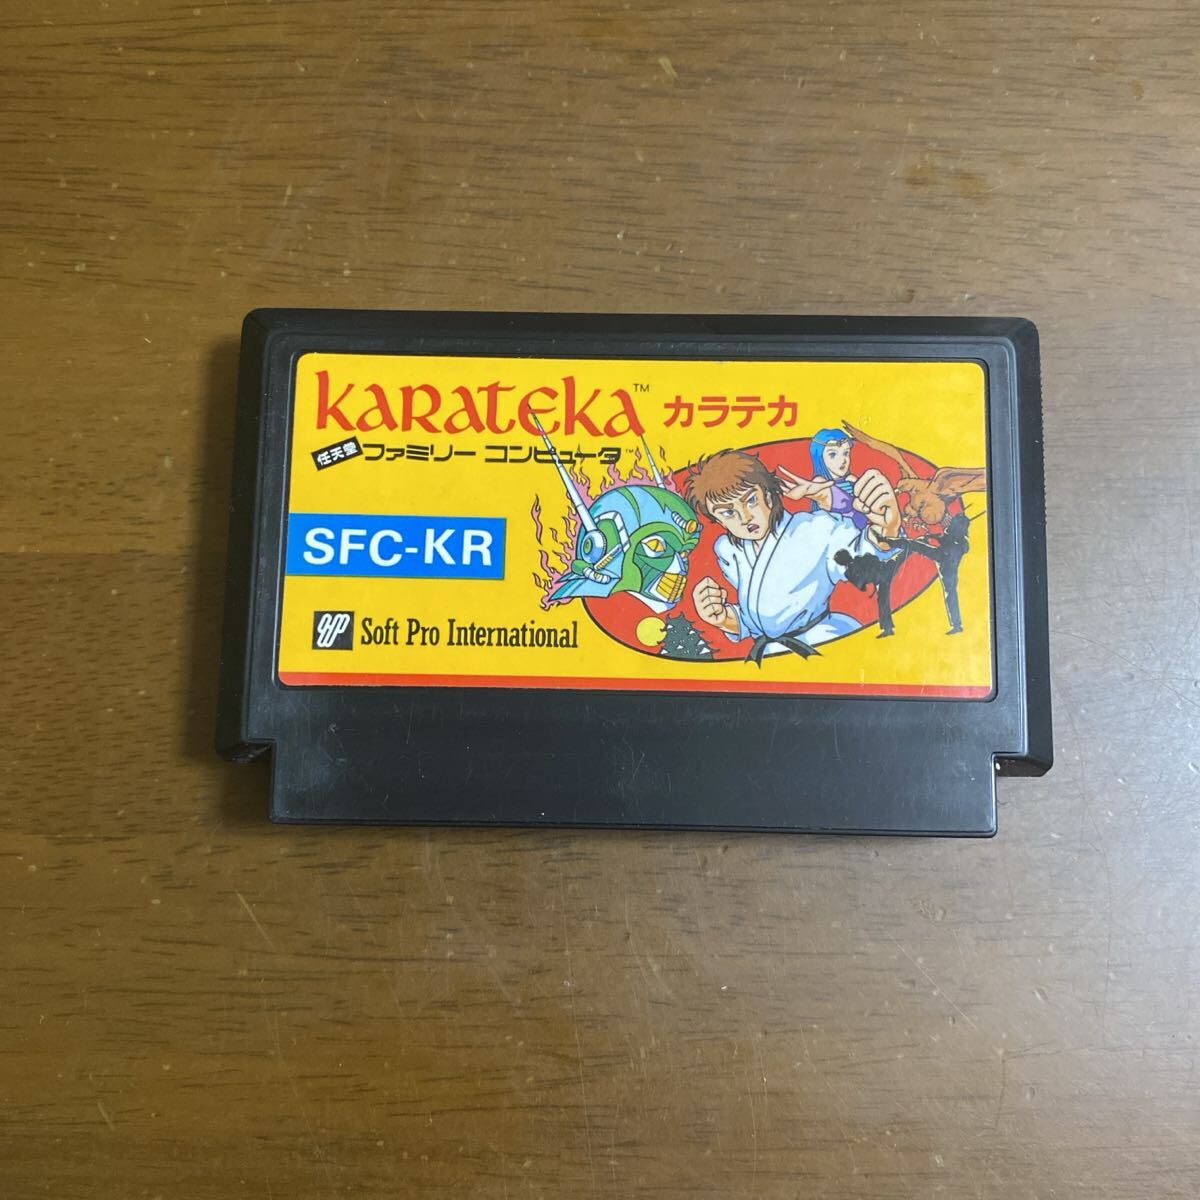 KARATEKA™ カラテカ
任天堂 ファミリー コンピュータ™
SFC-KR
Soft Pro International